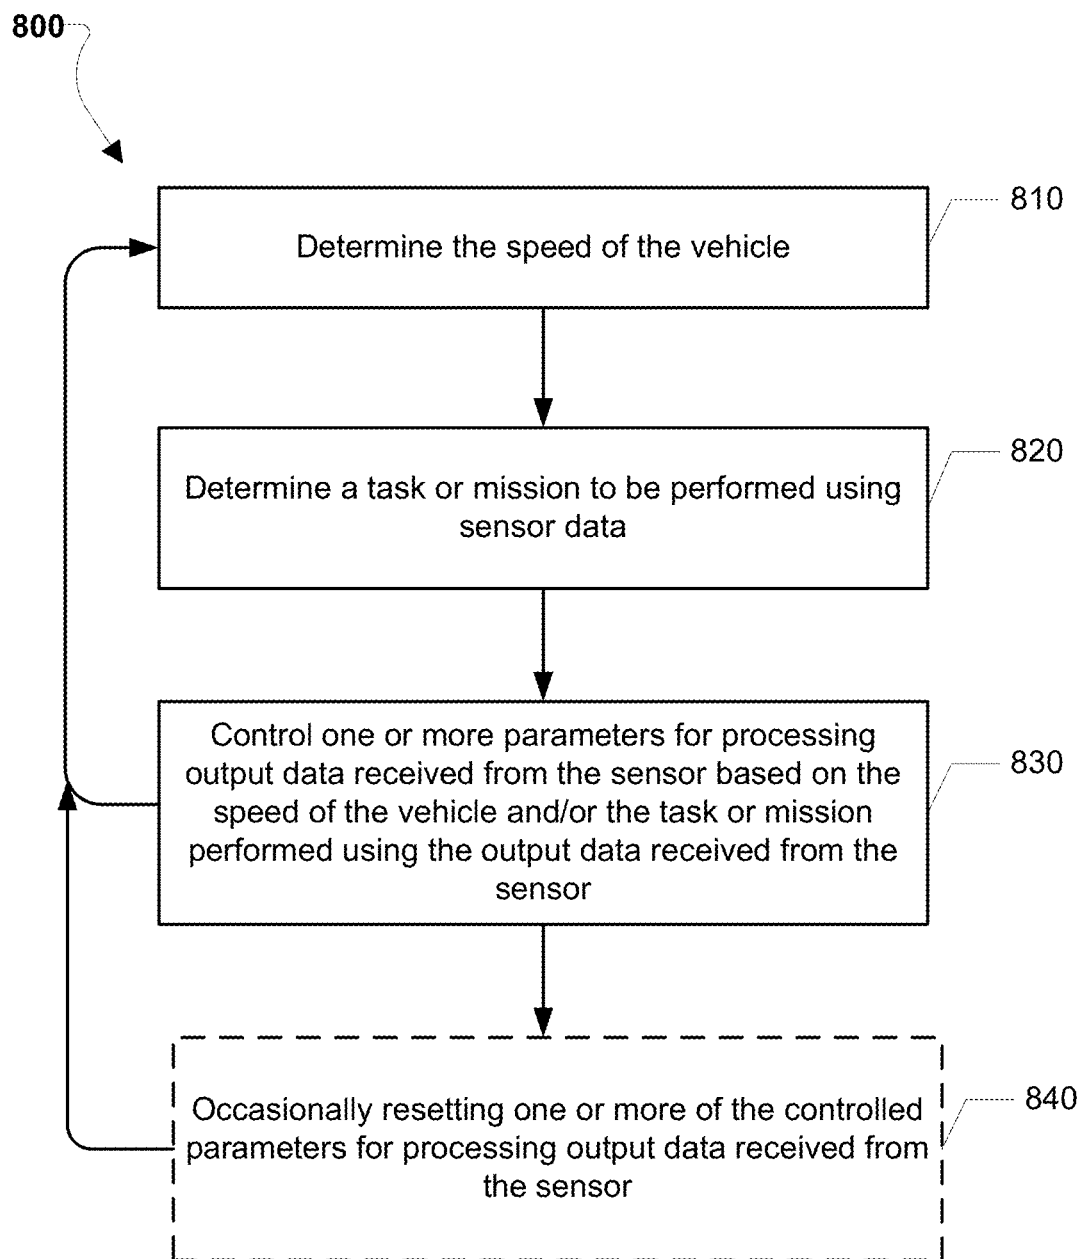 800
810
Determine the speed of the vehicle
820
Determine a task or mission to be performed using
sensor data
Control one or more parameters for processing
output data received from the sensor based on the
speed of the vehicle and/or the task or mission
performed using the output data received from the
sensor
830
Occasionally resetting one or more of the controlled
parameters for processing output data received from
the sensor
840